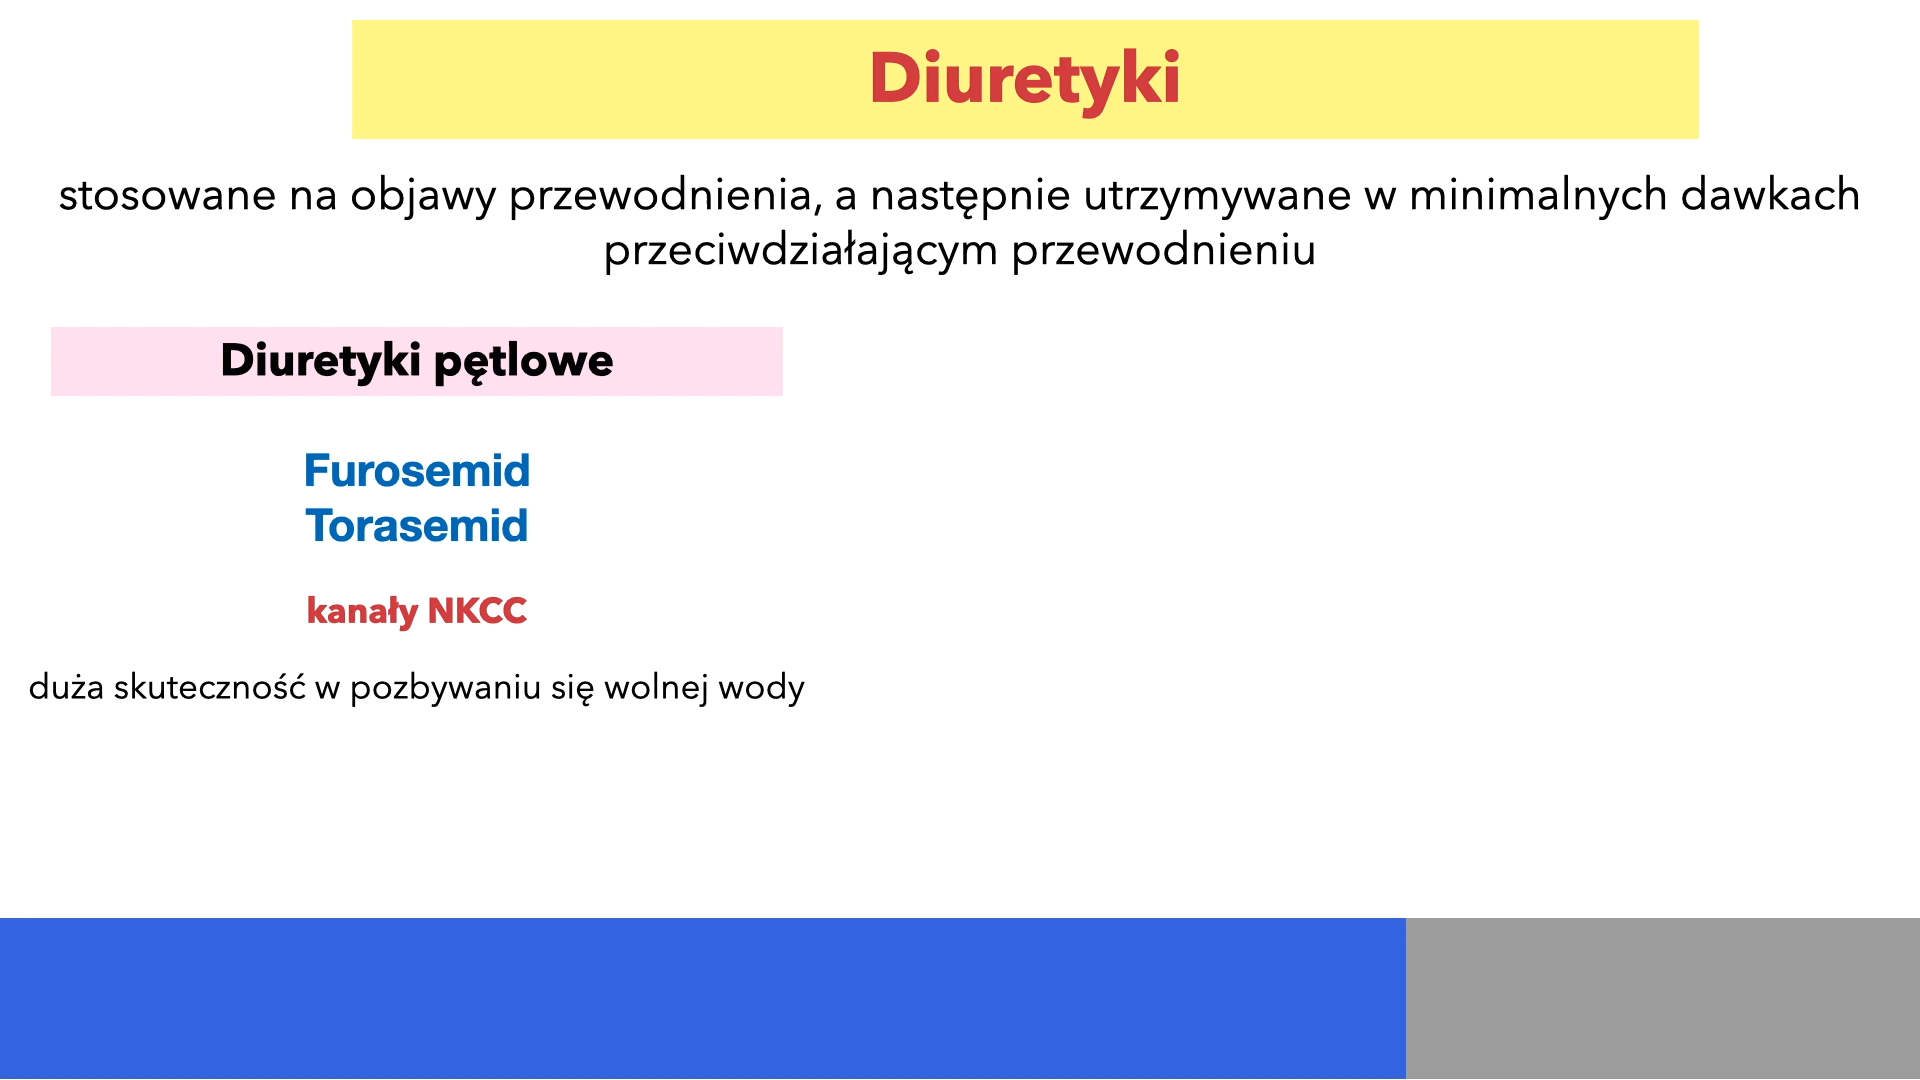 Diuretyki
stosowane na objawy przewodnienia, a następnie utrzymywane w minimalnych dawkach
przeciwdziałającym przewodnieniu
Diuretyki pętlowe
Furosemid
Torasemid
kanały NKCC
duża skuteczność w pozbywaniu się wolnej wody